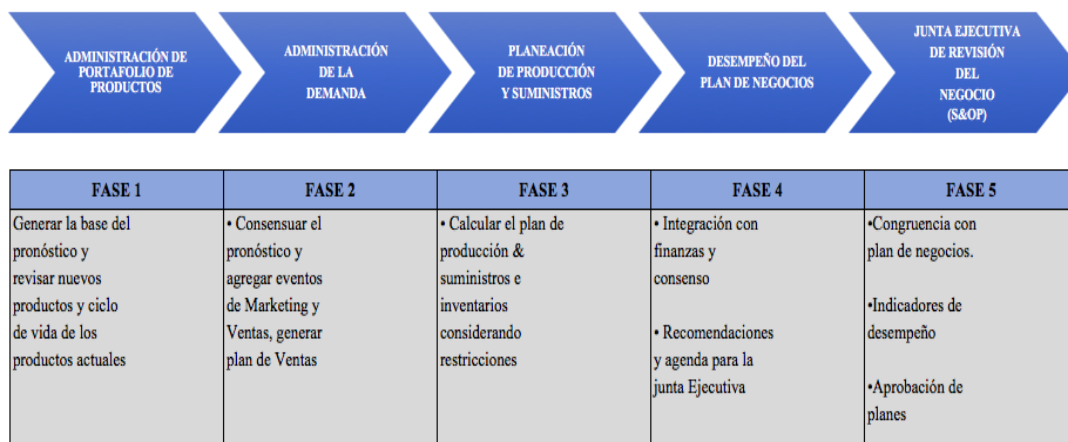 ADMINISTRACIÓN DE
PORTAFOLIO DE
PRODUCTOS
ADMINISTRACIÓN
DE LA
DEMANDA
PLANEACIÓN
DE PRODUCCIÓN
Y SUMINISTROS
DESEMPEÑO DEL
PLAN DE NEGOCIOS
JUNTA EJECUTIVA
DE REVISIÓN
DEL
NEGOCIO
(S&OP)
FASE 1
Generar la base del
pronóstico y
revisar nuevos
productos y ciclo
de vida de los
productos actuales
FASE 2
• Consensuar el
pronóstico y
agregar eventos
de Marketing y
Ventas, generar
plan de Ventas
FASE 3
• Calcular el plan de
producción &
suministros e
inventarios
considerando
restricciones
FASE 4
• Integración con
finanzas y
consenso
• Recomendaciones
y agenda para la
junta Ejecutiva
FASE 5
•Congruencia con
plan de negocios.
•Indicadores de
desempeño
•Aprobación de
planes